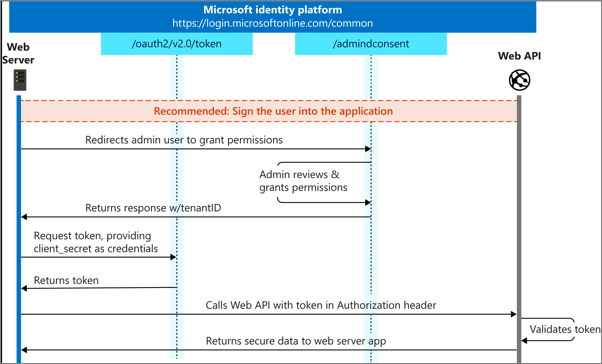 Microsoft identity platform
https://login.microsoftonline.com/common
Web
Server
/oauth2/v2.0/token
/admindconsent
Web API
Recommended: Sign the user into the application
Redirects admin user to grant permissions
Admin reviews &
grants permissions
Returns response w/tenantID
Request token, providing
client_secret as credentials
Returns token
Calls Web API with token in Authorization header
Validates token
Returns secure data to web server app